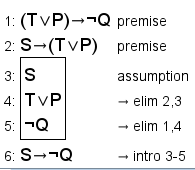 1: (T∨P)→¬Q premise
2: S→(T∨P) premise
3: S assumption
4: T∨P → elim 2,3
5: ¬Q → elim 1,4
6: S→¬Q → intro 3-5